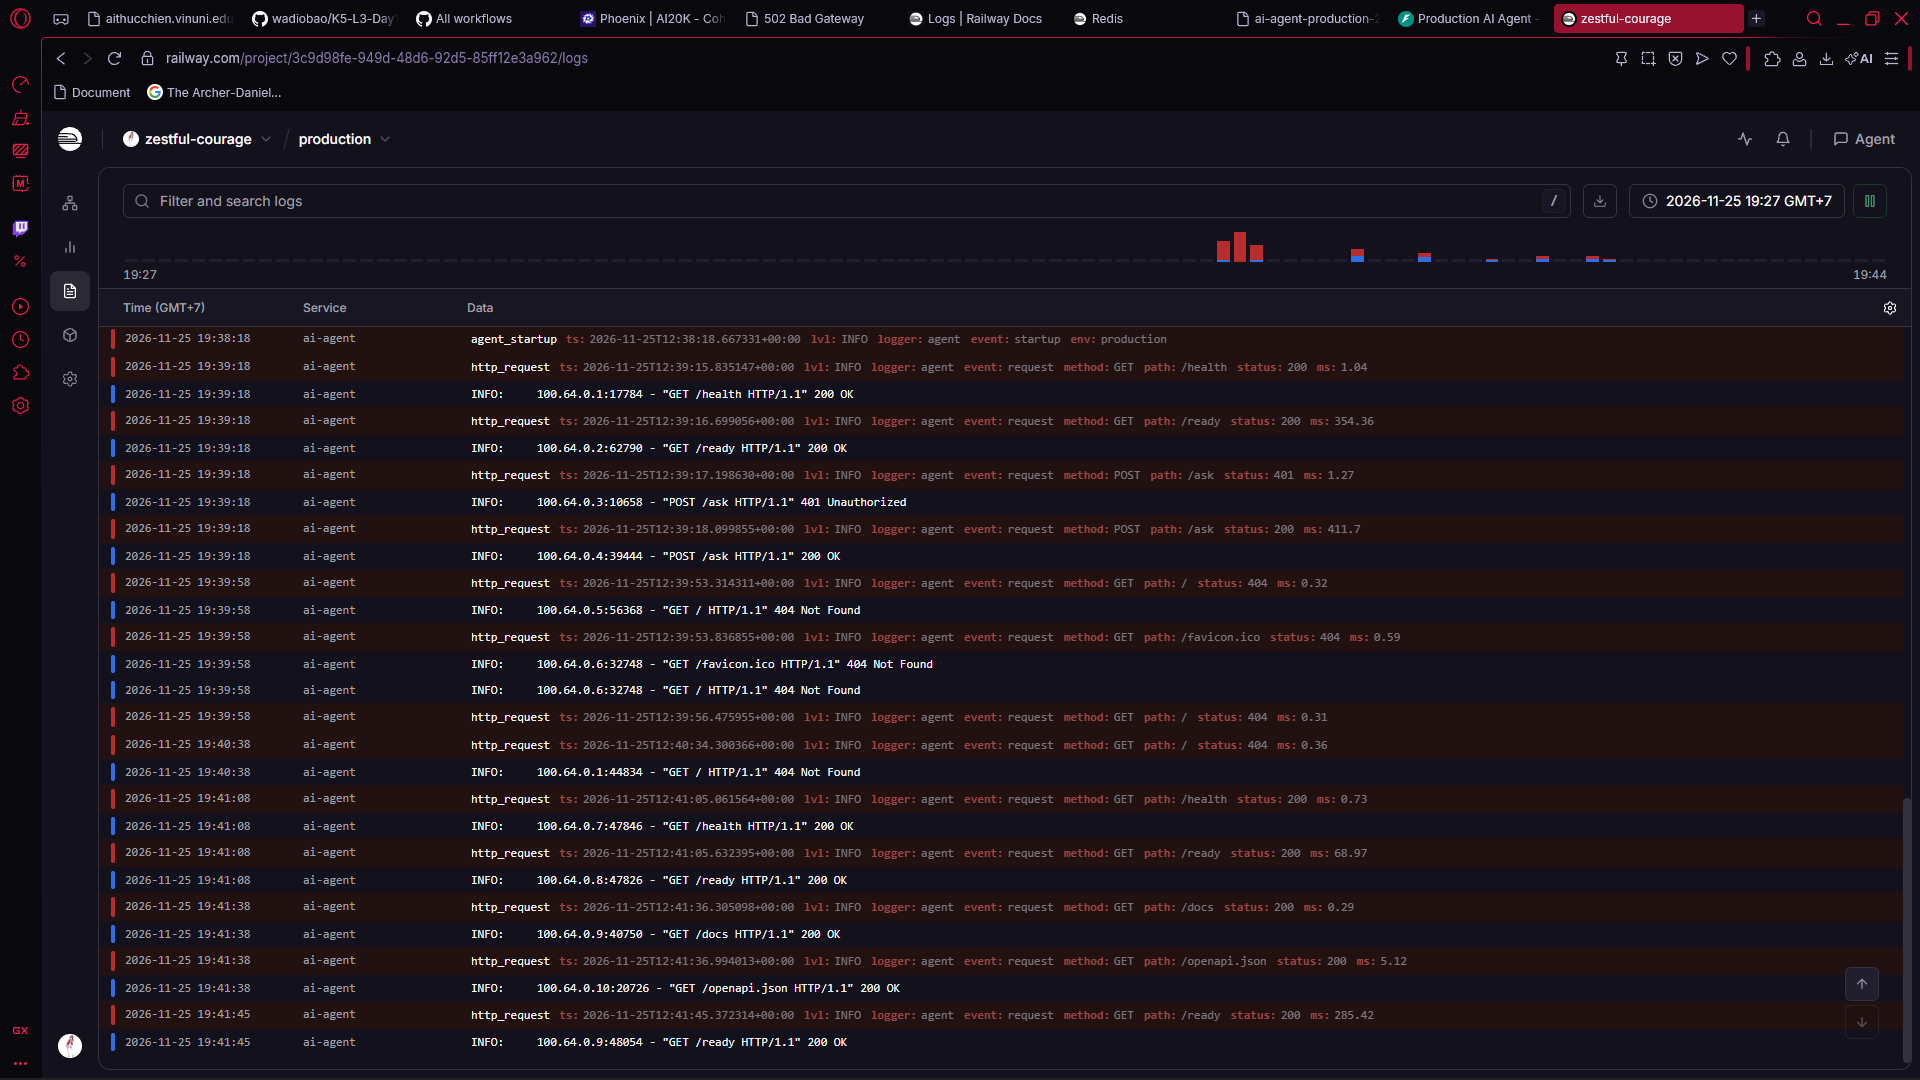 aithucchien.vinuni.edu
wadiobao/K5-L3-Day
All workflows
Phoenix | AI20K - Coh
502 Bad Gateway
Logs | Railway Docs
Redis
ai-agent-production-2
Production AI Agent -
zestful-courage
railway.com/project/3c9d98fe-949d-48d6-92d5-85ff12e3a962/logs
AI
Document
The Archer-Daniel...
zestful-courage / production
Agent
Filter and search logs /
2026-11-25 19:27 GMT+7
19:27
19:44
Time (GMT+7) Service Data
2026-11-25 19:38:18 ai-agent agent_startup ts: 2026-11-25T12:38:18.667331+00:00 lvl: INFO logger: agent event: startup env: production
2026-11-25 19:39:18 ai-agent http_request ts: 2026-11-25T12:39:15.835147+00:00 lvl: INFO logger: agent event: request method: GET path: /health status: 200 ms: 1.04
2026-11-25 19:39:18 ai-agent INFO: 100.64.0.1:17784 - "GET /health HTTP/1.1" 200 OK
2026-11-25 19:39:18 ai-agent http_request ts: 2026-11-25T12:39:16.699056+00:00 lvl: INFO logger: agent event: request method: GET path: /ready status: 200 ms: 354.36
2026-11-25 19:39:18 ai-agent INFO: 100.64.0.2:62790 - "GET /ready HTTP/1.1" 200 OK
2026-11-25 19:39:18 ai-agent http_request ts: 2026-11-25T12:39:17.198630+00:00 lvl: INFO logger: agent event: request method: POST path: /ask status: 401 ms: 1.27
2026-11-25 19:39:18 ai-agent INFO: 100.64.0.3:10658 - "POST /ask HTTP/1.1" 401 Unauthorized
2026-11-25 19:39:18 ai-agent http_request ts: 2026-11-25T12:39:18.099855+00:00 lvl: INFO logger: agent event: request method: POST path: /ask status: 200 ms: 411.7
2026-11-25 19:39:18 ai-agent INFO: 100.64.0.4:39444 - "POST /ask HTTP/1.1" 200 OK
2026-11-25 19:39:58 ai-agent http_request ts: 2026-11-25T12:39:53.314311+00:00 lvl: INFO logger: agent event: request method: GET path: / status: 404 ms: 0.32
2026-11-25 19:39:58 ai-agent INFO: 100.64.0.5:56368 - "GET / HTTP/1.1" 404 Not Found
2026-11-25 19:39:58 ai-agent http_request ts: 2026-11-25T12:39:53.836855+00:00 lvl: INFO logger: agent event: request method: GET path: /favicon.ico status: 404 ms: 0.59
2026-11-25 19:39:58 ai-agent INFO: 100.64.0.6:32748 - "GET /favicon.ico HTTP/1.1" 404 Not Found
2026-11-25 19:39:58 ai-agent INFO: 100.64.0.6:32748 - "GET / HTTP/1.1" 404 Not Found
2026-11-25 19:39:58 ai-agent http_request ts: 2026-11-25T12:39:56.475955+00:00 lvl: INFO logger: agent event: request method: GET path: / status: 404 ms: 0.31
2026-11-25 19:40:38 ai-agent http_request ts: 2026-11-25T12:40:34.300366+00:00 lvl: INFO logger: agent event: request method: GET path: / status: 404 ms: 0.36
2026-11-25 19:40:38 ai-agent INFO: 100.64.0.1:44834 - "GET / HTTP/1.1" 404 Not Found
2026-11-25 19:41:08 ai-agent http_request ts: 2026-11-25T12:41:05.061564+00:00 lvl: INFO logger: agent event: request method: GET path: /health status: 200 ms: 0.73
2026-11-25 19:41:08 ai-agent INFO: 100.64.0.7:47846 - "GET /health HTTP/1.1" 200 OK
2026-11-25 19:41:08 ai-agent http_request ts: 2026-11-25T12:41:05.632395+00:00 lvl: INFO logger: agent event: request method: GET path: /ready status: 200 ms: 68.97
2026-11-25 19:41:08 ai-agent INFO: 100.64.0.8:47826 - "GET /ready HTTP/1.1" 200 OK
2026-11-25 19:41:38 ai-agent http_request ts: 2026-11-25T12:41:36.305098+00:00 lvl: INFO logger: agent event: request method: GET path: /docs status: 200 ms: 0.29
2026-11-25 19:41:38 ai-agent INFO: 100.64.0.9:40750 - "GET /docs HTTP/1.1" 200 OK
2026-11-25 19:41:38 ai-agent http_request ts: 2026-11-25T12:41:36.994013+00:00 lvl: INFO logger: agent event: request method: GET path: /openapi.json status: 200 ms: 5.12
2026-11-25 19:41:38 ai-agent INFO: 100.64.0.10:20726 - "GET /openapi.json HTTP/1.1" 200 OK
2026-11-25 19:41:45 ai-agent http_request ts: 2026-11-25T12:41:45.372314+00:00 lvl: INFO logger: agent event: request method: GET path: /ready status: 200 ms: 285.42
2026-11-25 19:41:45 ai-agent INFO: 100.64.0.9:48054 - "GET /ready HTTP/1.1" 200 OK
GX